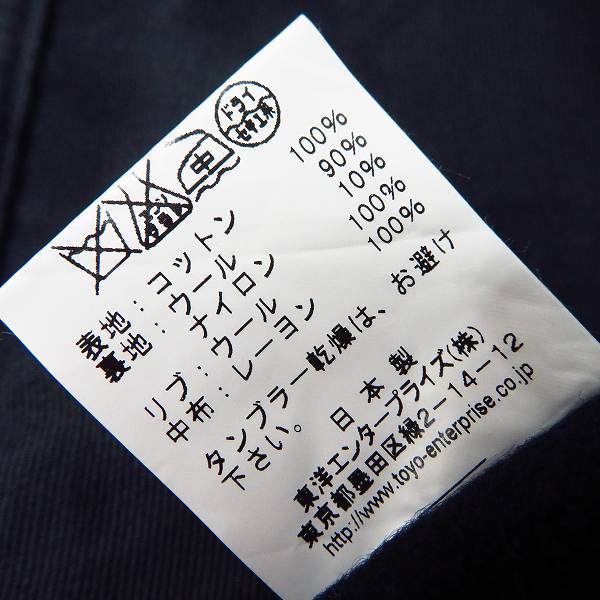 中
ドライ
セキユ系
表地：コットン 100%
裏地：ウール 90%
ナイロン 10%
リブ：ウール 100%
中布：レーヨン 100%
タンブラー乾燥は、お避け
下さい。 日本製
東洋エンタープライズ(株)
東京都墨田区緑2-14-12
http://www.toyo-enterprise.co.jp